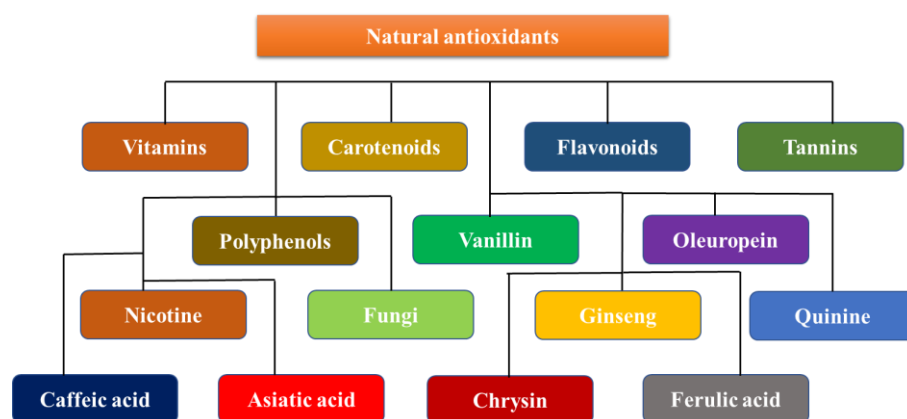 Natural antioxidants
Vitamins
Carotenoids
Flavonoids
Tannins
Polyphenols
Vanillin
Oleuropein
Nicotine
Fungi
Ginseng
Quinine
Caffeic acid
Asiatic acid
Chrysin
Ferulic acid